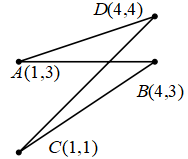 D(4,4)
A(1,3)
B(4,3)
C(1,1)